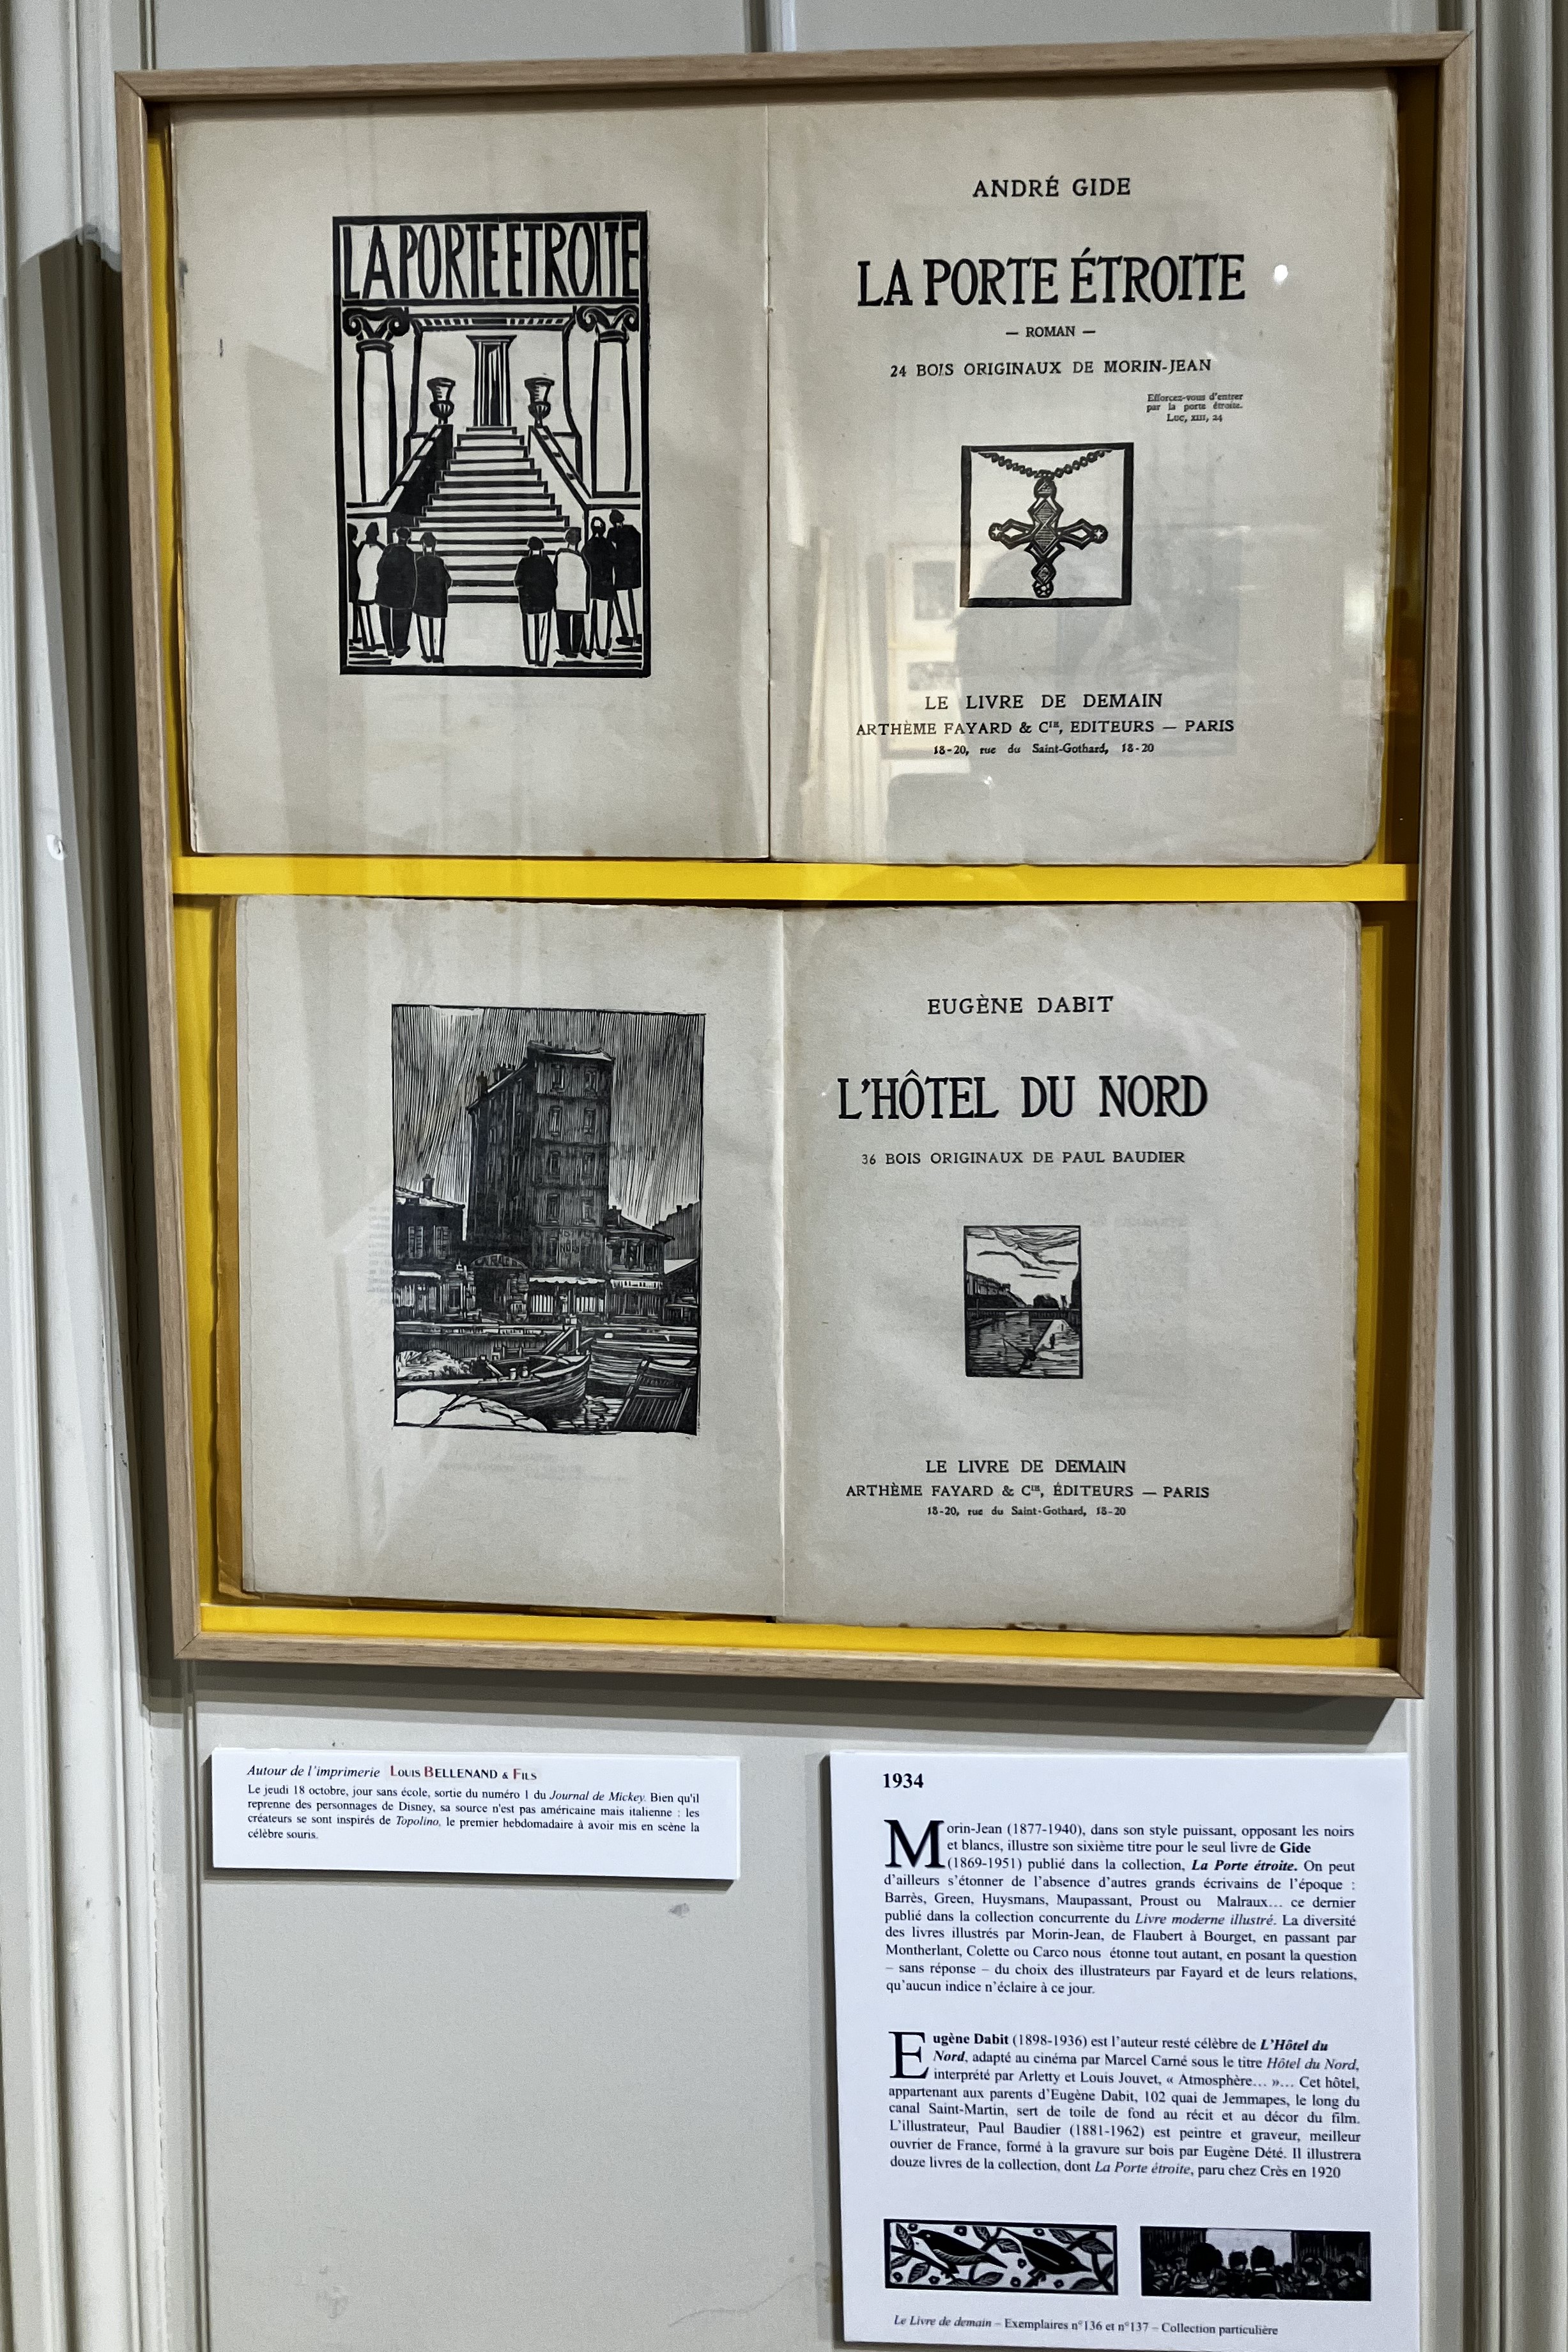 LA PORTE ETROITE
ANDRÉ GIDE
LA PORTE ÉTROITE
— ROMAN —
24 BOIS ORIGINAUX DE MORIN-JEAN
Efforcez-vous d'entrer
par la porte étroite.
Luc, XIII, 24
LE LIVRE DE DEMAIN
ARTHÈME FAYARD & Cie, EDITEURS — PARIS
18-20, rue du Saint-Gothard, 18-20
EUGÈNE DABIT
L'HÔTEL DU NORD
36 BOIS ORIGINAUX DE PAUL BAUDIER
LE LIVRE DE DEMAIN
ARTHÈME FAYARD & Cie, ÉDITEURS — PARIS
18-20, rue du Saint-Gothard, 18-20
Autour de l'imprimerie LOUIS BELLENAND & FILS
Le jeudi 18 octobre, jour sans école, sortie du numéro 1 du Journal de Mickey. Bien qu'il
reprenne des personnages de Disney, sa source n'est pas américaine mais italienne : les
créateurs se sont inspirés de Topolino, le premier hebdomadaire à avoir mis en scène la
célèbre souris.
1934
Morin-Jean (1877-1940), dans son style puissant, opposant les noirs
et blancs, illustre son sixième titre pour le seul livre de Gide
(1869-1951) publié dans la collection, La Porte étroite. On peut
d'ailleurs s'étonner de l'absence d'autres grands écrivains de l'époque :
Barrès, Green, Huysmans, Maupassant, Proust ou Malraux… ce dernier
publié dans la collection concurrente du Livre moderne illustré. La diversité
des livres illustrés par Morin-Jean, de Flaubert à Bourget, en passant par
Montherlant, Colette ou Carco nous étonne tout autant, en posant la question
– sans réponse – du choix des illustrateurs par Fayard et de leurs relations,
qu'aucun indice n'éclaire à ce jour.
Eugène Dabit (1898-1936) est l'auteur resté célèbre de L'Hôtel du
Nord, adapté au cinéma par Marcel Carné sous le titre Hôtel du Nord,
interprété par Arletty et Louis Jouvet, « Atmosphère… »… Cet hôtel,
appartenant aux parents d'Eugène Dabit, 102 quai de Jemmapes, le long du
canal Saint-Martin, sert de toile de fond au récit et au décor du film.
L'illustrateur, Paul Baudier (1881-1962) est peintre et graveur, meilleur
ouvrier de France, formé à la gravure sur bois par Eugène Dété. Il illustrera
douze livres de la collection, dont La Porte étroite, paru chez Crès en 1920
Le Livre de demain – Exemplaires n°136 et n°137 – Collection particulière